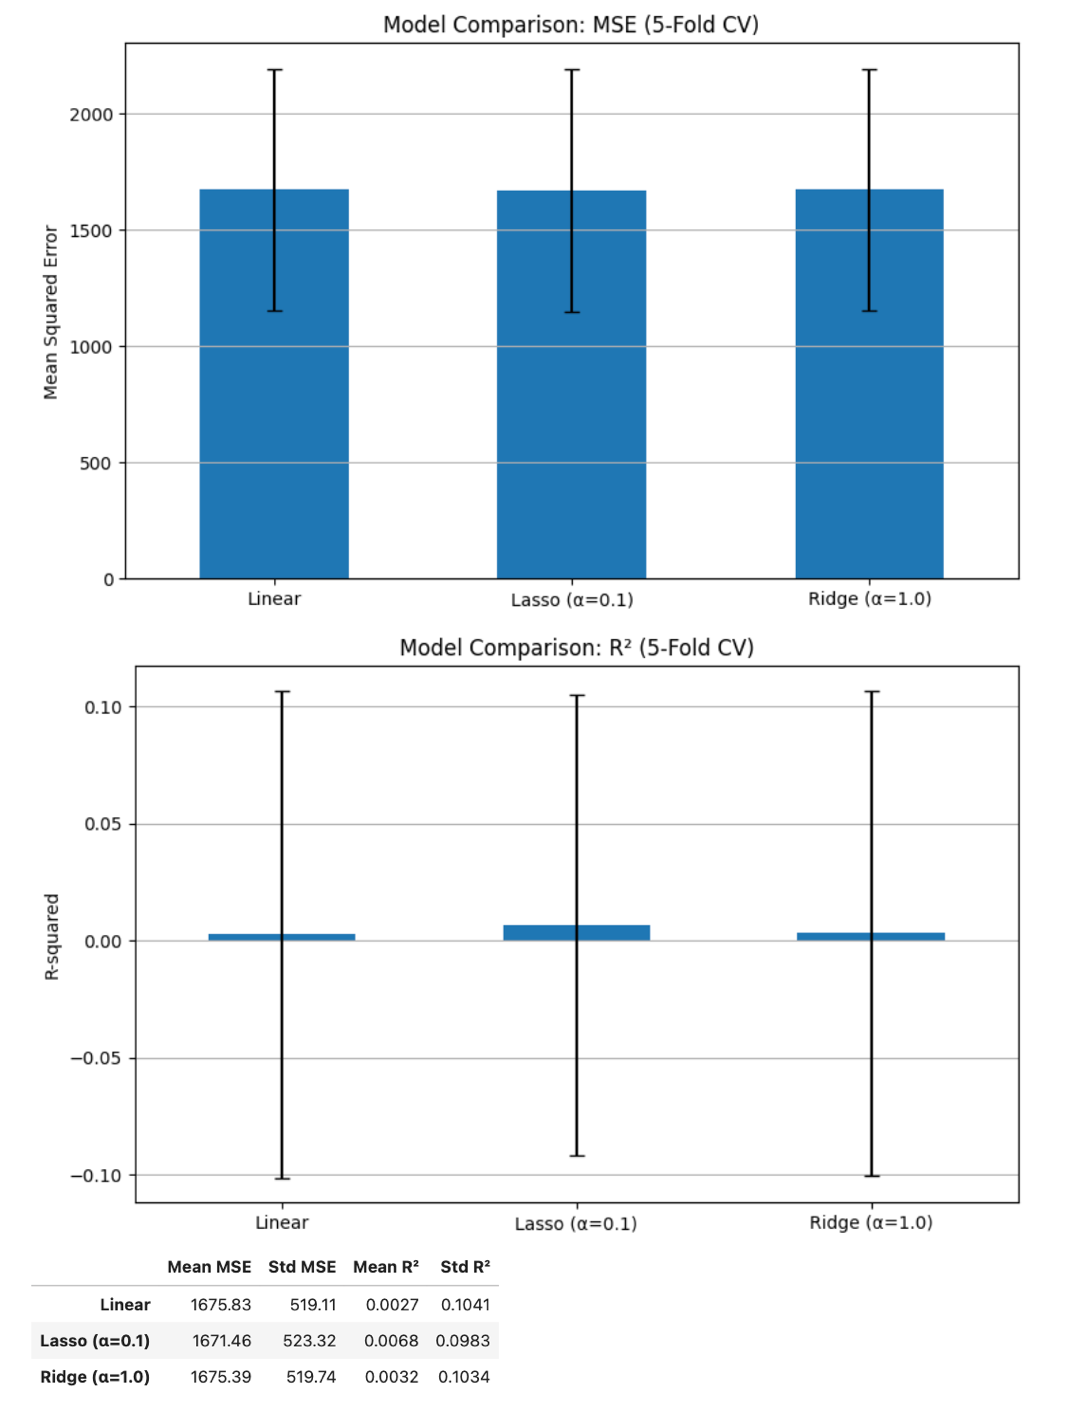 Model Comparison: MSE (5-Fold CV)
2000
1500
1000
500
0
Mean Squared Error
Linear Lasso (α=0.1) Ridge (α=1.0)
Model Comparison: R² (5-Fold CV)
0.10
0.05
0.00
−0.05
−0.10
R-squared
Linear Lasso (α=0.1) Ridge (α=1.0)
Mean MSE Std MSE Mean R² Std R²
Linear 1675.83 519.11 0.0027 0.1041
Lasso (α=0.1) 1671.46 523.32 0.0068 0.0983
Ridge (α=1.0) 1675.39 519.74 0.0032 0.1034